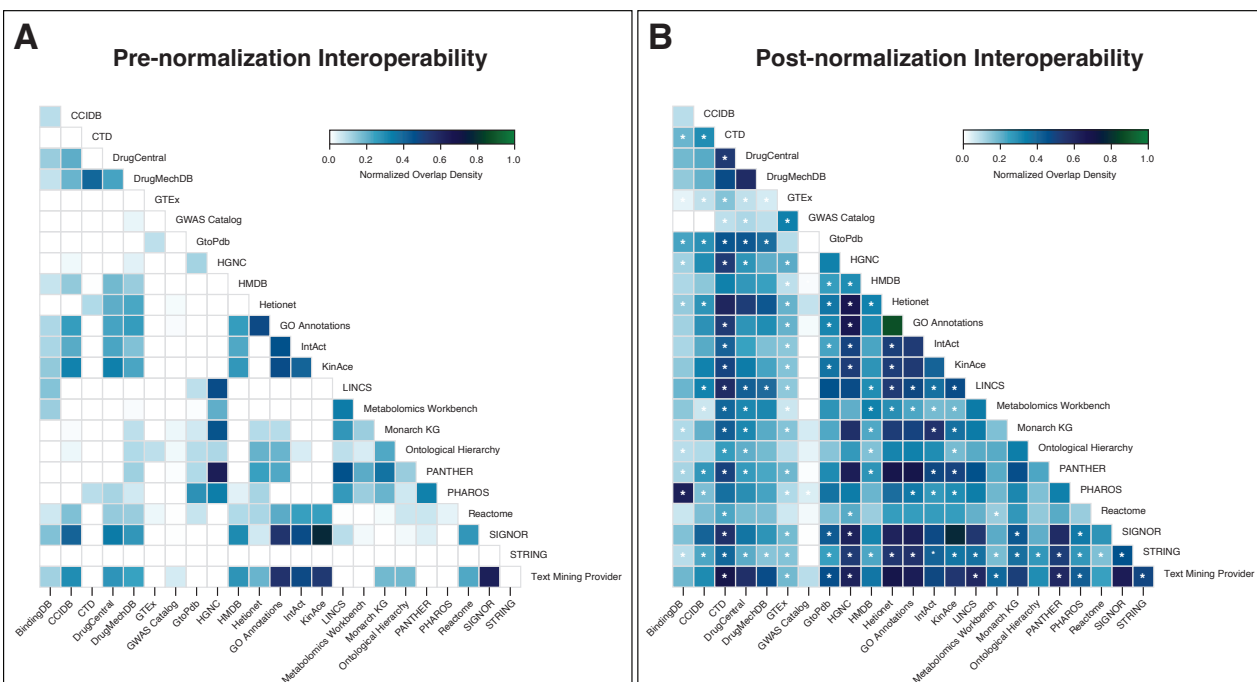 A
Pre-normalization Interoperability
CCIDB
CTD
DrugCentral
DrugMechDB
GTEx
GWAS Catalog
GtoPdb
HGNC
HMDB
Hetionet
GO Annotations
IntAct
KinAce
LINCS
Metabolomics Workbench
Monarch KG
Ontological Hierarchy
PANTHER
PHAROS
Reactome
SIGNOR
STRING
Text Mining Provider
0.0 0.2 0.4 0.6 0.8 1.0
Normalized Overlap Density
BindingDB
CCIDB
CTD
DrugCentral
DrugMechDB
GTEx
GWAS Catalog
GtoPdb
HGNC
HMDB
Hetionet
GO Annotations
IntAct
KinAce
LINCS
Metabolomics Workbench
Monarch KG
Ontological Hierarchy
PANTHER
PHAROS
Reactome
SIGNOR
STRING
B
Post-normalization Interoperability
CCIDB
CTD
DrugCentral
DrugMechDB
GTEx
GWAS Catalog
GtoPdb
HGNC
HMDB
Hetionet
GO Annotations
IntAct
KinAce
LINCS
Metabolomics Workbench
Monarch KG
Ontological Hierarchy
PANTHER
PHAROS
Reactome
SIGNOR
STRING
Text Mining Provider
0.0 0.2 0.4 0.6 0.8 1.0
Normalized Overlap Density
BindingDB
CCIDB
CTD
DrugCentral
DrugMechDB
GTEx
GWAS Catalog
GtoPdb
HGNC
HMDB
Hetionet
GO Annotations
IntAct
KinAce
LINCS
Metabolomics Workbench
Monarch KG
Ontological Hierarchy
PANTHER
PHAROS
Reactome
SIGNOR
STRING